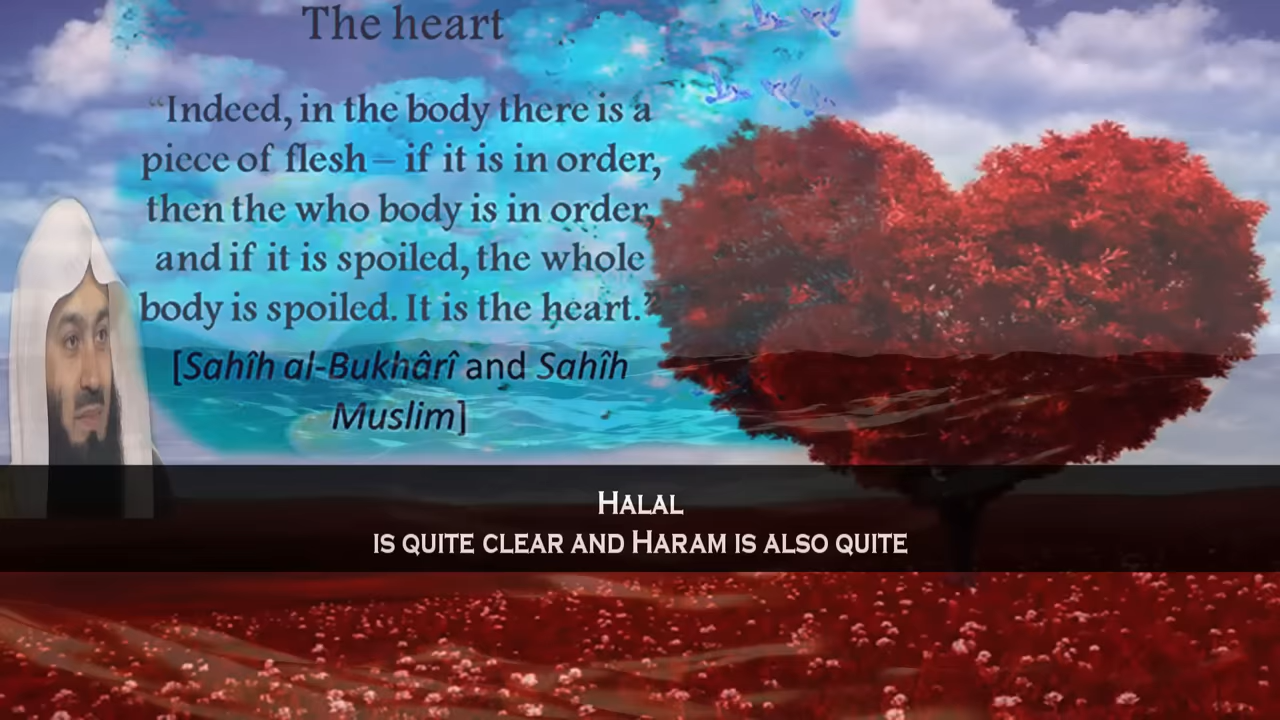 The heart
“Indeed, in the body there is a
piece of flesh – if it is in order,
then the who body is in order,
and if it is spoiled, the whole
body is spoiled. It is the heart.”
[Sahîh al-Bukhârî and Sahîh
Muslim]
Halal
is quite clear and Haram is also quite